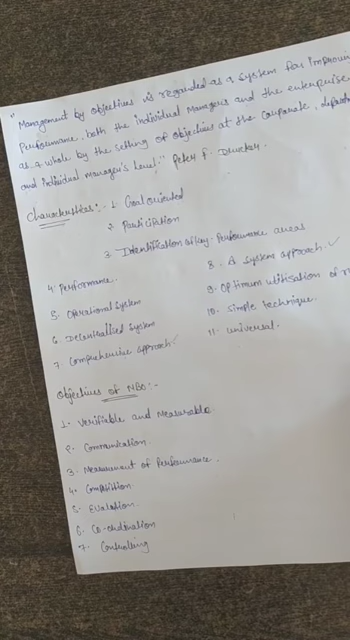 "Management by objectives is regarded as a system for improvi
Performance, both the individual Managers and the enterprise
as a whole by the setting of objectives at the corporate,
and individual manager's level." Peter F. Drucker.
Characteristics:- 1. Goal oriented
2. Participation
3. Identification of key Performance areas
4. Performance.
5. Operational system
6. Decentralised system
7. Comprehensive approach ✓
8. A systems approach ✓
9. Optimum utilisation of r
10. simple technique.
11. universal.
Objectives of MBO:-
1. Verifiable and Measurable.
2. Communication.
3. Measurement of Performance.
4. Competition
5. Evalation.
6. Co-ordination
7. Controlling